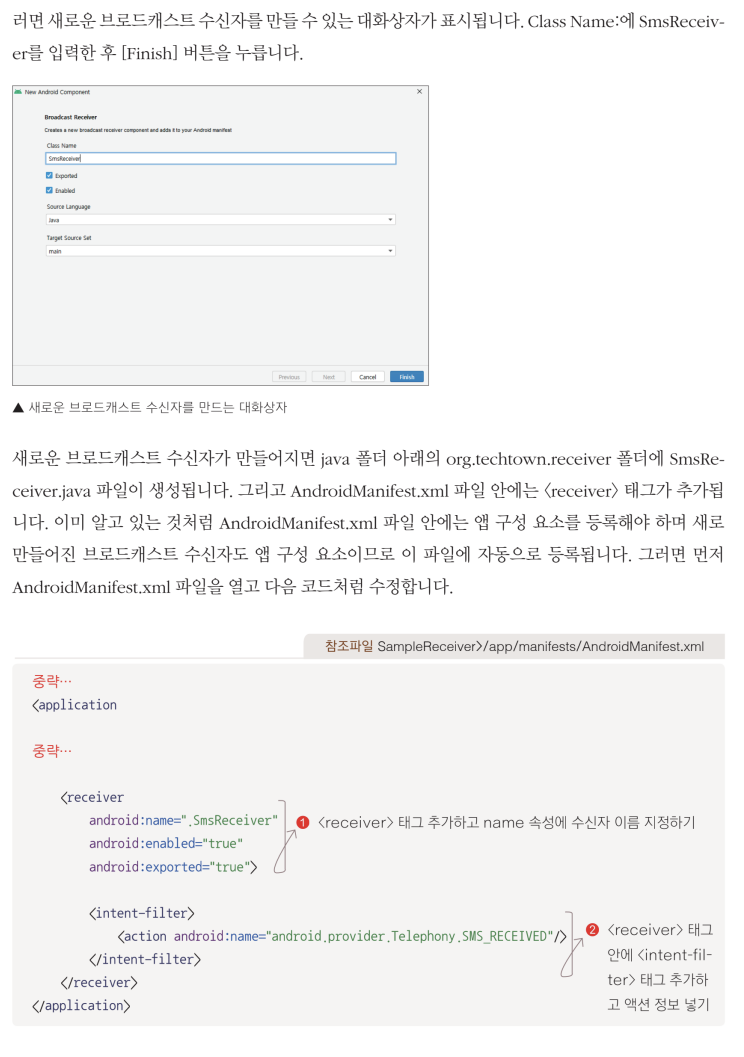 러면 새로운 브로드캐스트 수신자를 만들 수 있는 대화상자가 표시됩니다. Class Name:에 SmsReceiv-
er를 입력한 후 [Finish] 버튼을 누릅니다.
New Android Component
Broadcast Receiver
Creates a new broadcast receiver component and adds it to your Android manifest
Class Name
SmsReceiver
Exported
Enabled
Source Language
Java
Target Source Set
main
Previous Next Cancel Finish
▲ 새로운 브로드캐스트 수신자를 만드는 대화상자
새로운 브로드캐스트 수신자가 만들어지면 java 폴더 아래의 org.techtown.receiver 폴더에 SmsRe-
ceiver.java 파일이 생성됩니다. 그리고 AndroidManifest.xml 파일 안에는 〈receiver〉 태그가 추가됩
니다. 이미 알고 있는 것처럼 AndroidManifest.xml 파일 안에는 앱 구성 요소를 등록해야 하며 새로
만들어진 브로드캐스트 수신자도 앱 구성 요소이므로 이 파일에 자동으로 등록됩니다. 그러면 먼저
AndroidManifest.xml 파일을 열고 다음 코드처럼 수정합니다.
참조파일 SampleReceiver〉/app/manifests/AndroidManifest.xml
중략…
〈application
중략…
〈receiver
android:name=".SmsReceiver"
❶ 〈receiver〉 태그 추가하고 name 속성에 수신자 이름 지정하기
android:enabled="true"
android:exported="true"〉
〈intent-filter〉
〈action android:name="android.provider.Telephony.SMS_RECEIVED"/〉
〈/intent-filter〉
〈/receiver〉
〈/application〉
❷ 〈receiver〉 태그
안에 〈intent-fil-
ter〉 태그 추가하
고 액션 정보 넣기